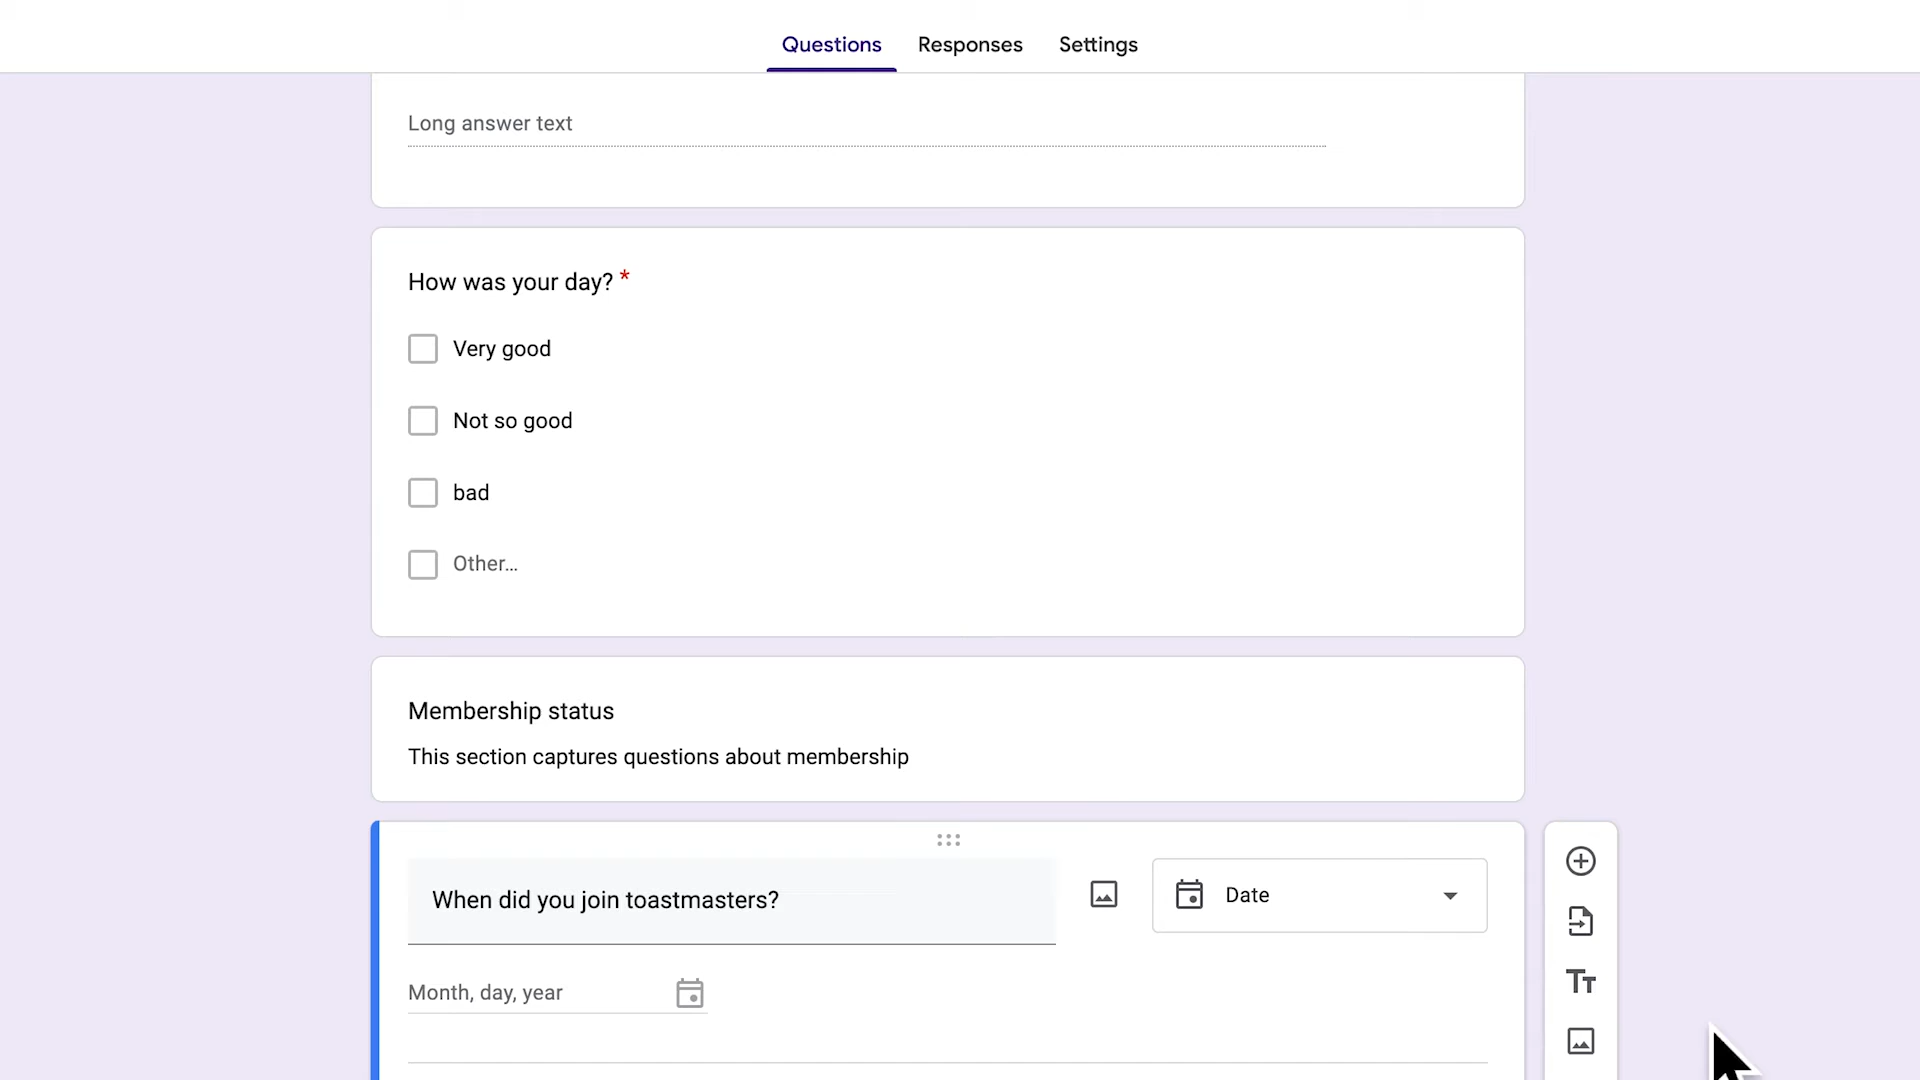 Questions Responses Settings
Long answer text
How was your day? *
Very good
Not so good
bad
Other...
Membership status
This section captures questions about membership
When did you join toastmasters?
Date
Month, day, year
Tт